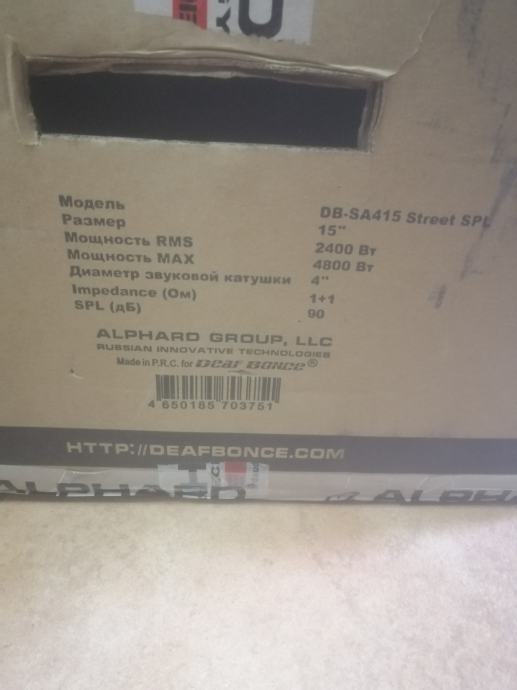 Модель DB-SA415 Street SPL
Размер 15"
Мощность RMS 2400 Вт
Мощность MAX 4800 Вт
Диаметр звуковой катушки 4"
Impedance (Ом) 1+1
SPL (дБ) 90
ALPHARD GROUP, LLC
RUSSIAN INNOVATIVE TECHNOLOGIES
Made in P.R.C. for DEAF BONCE®
4 650185 703751
HTTP://DEAFBONCE.COM
ALPHARD ALPH